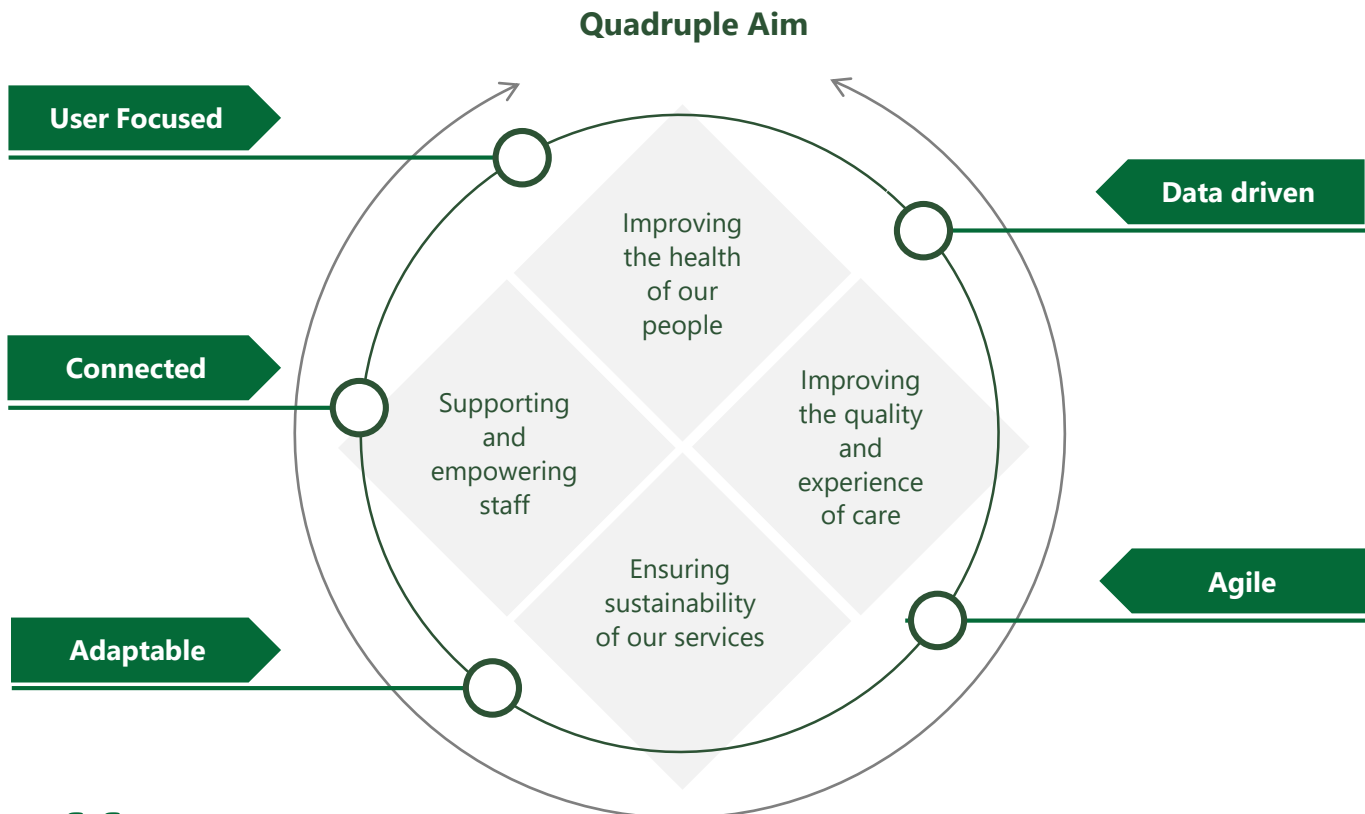 Quadruple Aim
User Focused
Data driven
Improving
the health
of our
people
Connected
Supporting
and
empowering
staff
Improving
the quality
and
experience
of care
Ensuring
sustainability
of our services
Agile
Adaptable